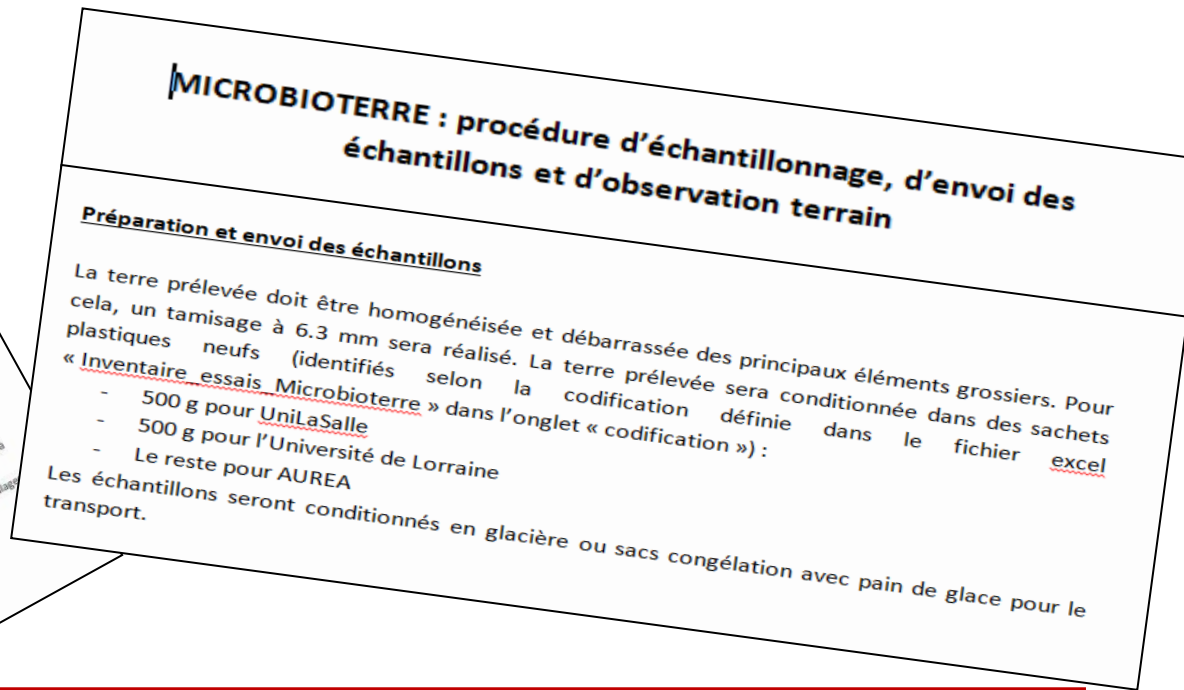 MICROBIOTERRE : procédure d'échantillonnage, d'envoi des
échantillons et d'observation terrain
Préparation et envoi des échantillons
La terre prélevée doit être homogénéisée et débarrassée des principaux éléments grossiers. Pour
cela, un tamisage à 6.3 mm sera réalisé. La terre prélevée sera conditionnée dans des sachets
plastiques neufs (identifiés selon la codification définie dans le fichier excel
« Inventaire_essais_Microbioterre » dans l'onglet « codification ») :
- 500 g pour UniLaSalle
- 500 g pour l'Université de Lorraine
- Le reste pour AUREA
Les échantillons seront conditionnés en glacière ou sacs congélation avec pain de glace pour le
transport.